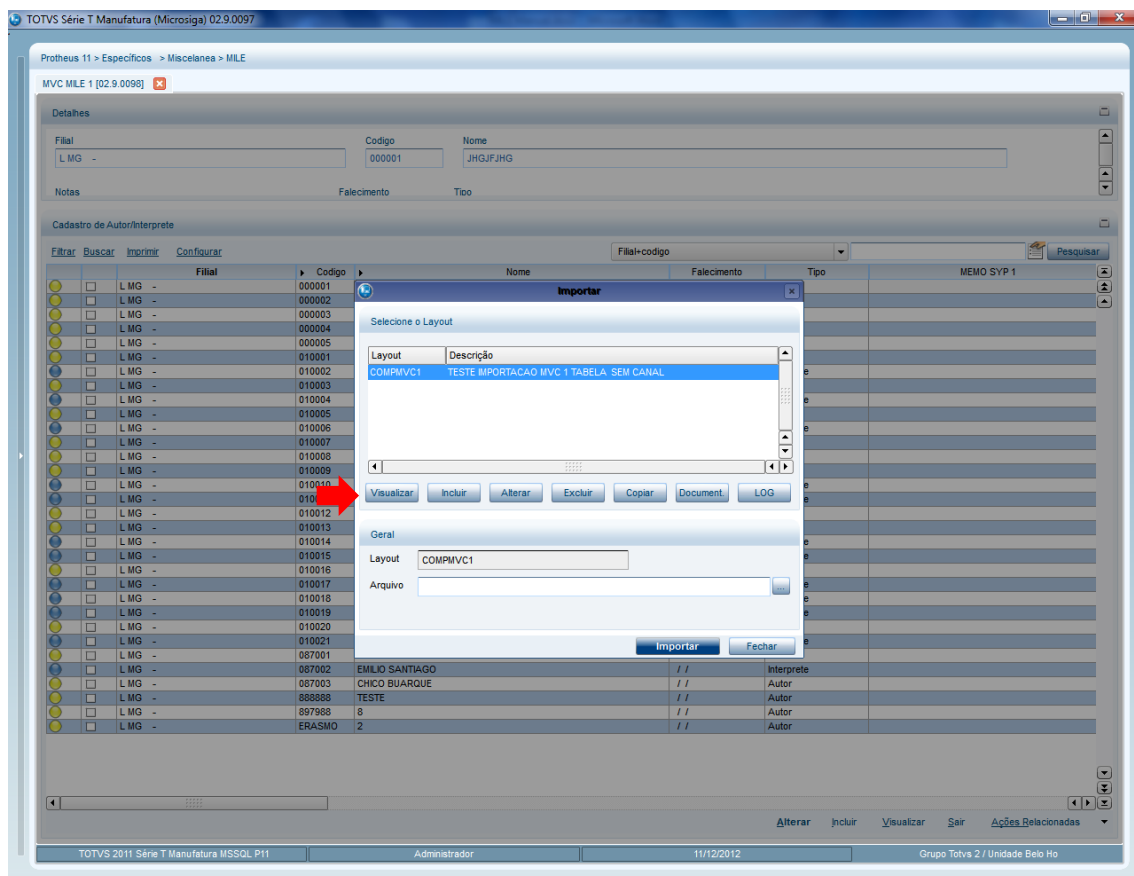 TOTVS Série T Manufatura (Microsiga) 02.9.0097
Protheus 11 > Específicos > Miscelanea > MILE
MVC MILE 1 [02.9.0098]
Detalhes
Filial Codigo Nome
L MG - 000001 JHGJFJHG
Notas Falecimento Tipo
Cadastro de Autor/Interprete
Filtrar Buscar Imprimir Configurar Filial+codigo Pesquisar
Filial Codigo Nome Falecimento Tipo MEMO SYP 1
L MG - 000001
L MG - 000002
L MG - 000003
L MG - 000004
L MG - 000005
L MG - 010001
L MG - 010002 e
L MG - 010003
L MG - 010004 e
L MG - 010005
L MG - 010006 e
L MG - 010007
L MG - 010008
L MG - 010009
L MG - 010010 e
L MG - 010 e
L MG - 010012
L MG - 010013
L MG - 010014 e
L MG - 010015 e
L MG - 010016
L MG - 010017 e
L MG - 010018 e
L MG - 010019 e
L MG - 010020
L MG - 010021 e
L MG - 087001
L MG - 087002 EMILIO SANTIAGO / / Interprete
L MG - 087003 CHICO BUARQUE / / Autor
L MG - 888888 TESTE / / Autor
L MG - 897988 8 / / Autor
L MG - ERASMO 2 / / Autor
Importar
Selecione o Layout
Layout Descrição
COMPMVC1 TESTE IMPORTACAO MVC 1 TABELA SEM CANAL
Visualizar Incluir Alterar Excluir Copiar Document. LOG
Geral
Layout COMPMVC1
Arquivo ...
Importar Fechar
Alterar Incluir Visualizar Sair Ações Relacionadas
TOTVS 2011 Série T Manufatura MSSQL P11 Administrador 11/12/2012 Grupo Totvs 2 / Unidade Belo Ho